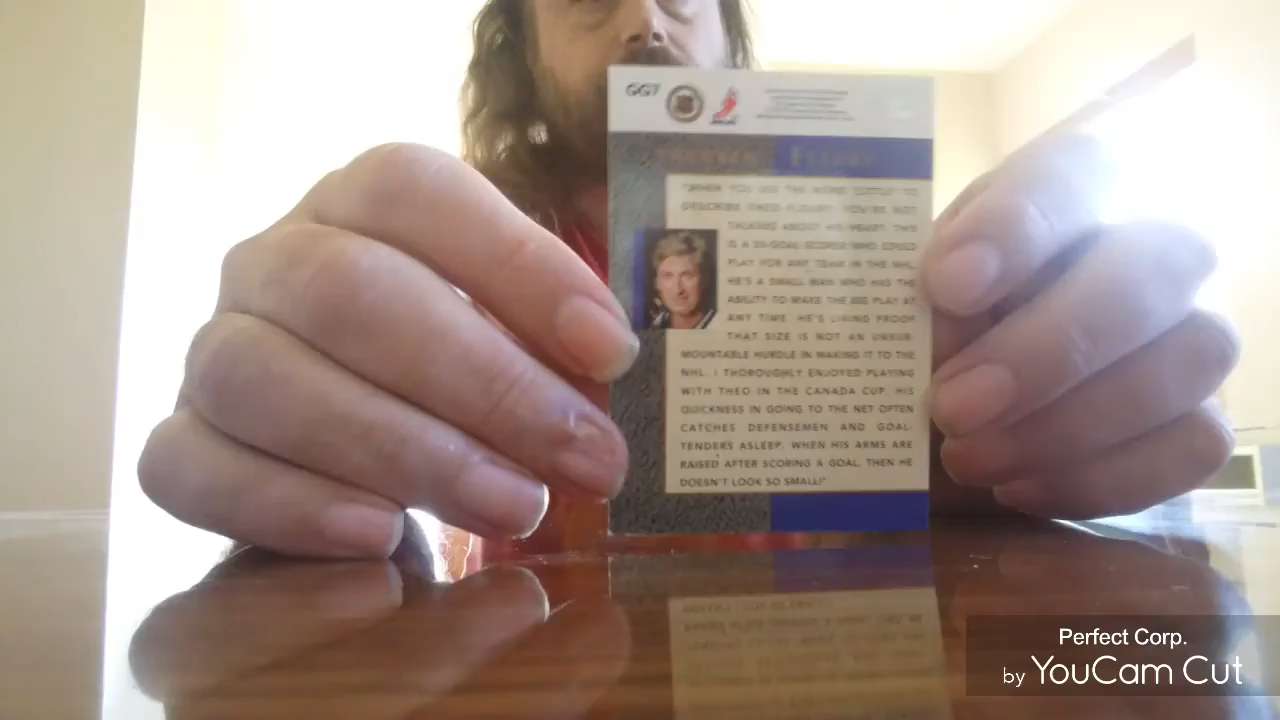 GG7
THEOREN FLEURY
"WHEN YOU USE THE WORD 'LITTLE' TO
DESCRIBE THEO FLEURY, YOU'RE NOT
TALKING ABOUT HIS HEART. THIS
IS A 50-GOAL SCORER WHO COULD
PLAY FOR ANY TEAM IN THE NHL.
HE'S A SMALL MAN WHO HAS THE
ABILITY TO MAKE THE BIG PLAY AT
ANY TIME. HE'S LIVING PROOF
THAT SIZE IS NOT AN UNSUR-
MOUNTABLE HURDLE IN MAKING IT TO THE
NHL. I THOROUGHLY ENJOYED PLAYING
WITH THEO IN THE CANADA CUP. HIS
QUICKNESS IN GOING TO THE NET OFTEN
CATCHES DEFENSEMEN AND GOAL-
TENDERS ASLEEP. WHEN HIS ARMS ARE
RAISED AFTER SCORING A GOAL, THEN HE
DOESN'T LOOK SO SMALL!"
Perfect Corp.
by YouCam Cut